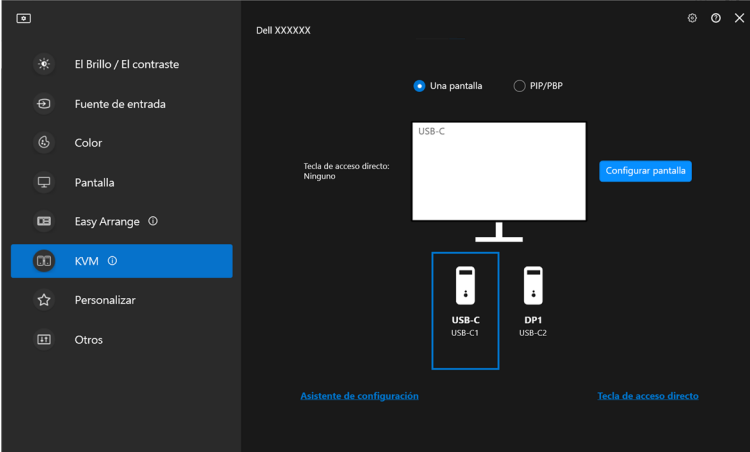 Dell XXXXXX
El Brillo / El contraste
Fuente de entrada
Color
Pantalla
Easy Arrange
KVM
Personalizar
Otros
Una pantalla
PIP/PBP
USB-C
Tecla de acceso directo:
Ninguno
Configurar pantalla
USB-C
USB-C1
DP1
USB-C2
Asistente de configuración
Tecla de acceso directo